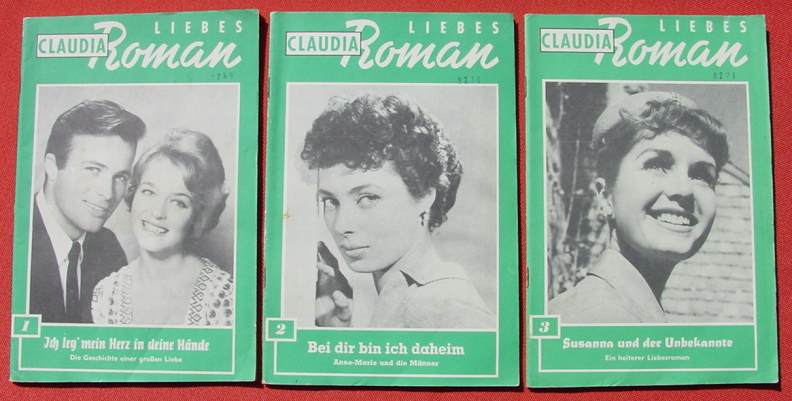 LIEBES
CLAUDIA
Roman
1
Ich leg' mein Herz in deine Hände
Die Geschichte einer großen Liebe
LIEBES
CLAUDIA
Roman
2
Bei dir bin ich daheim
Anne-Marie und die Männer
LIEBES
CLAUDIA
Roman
3
Susanna und der Unbekannte
Ein heiterer Liebesroman